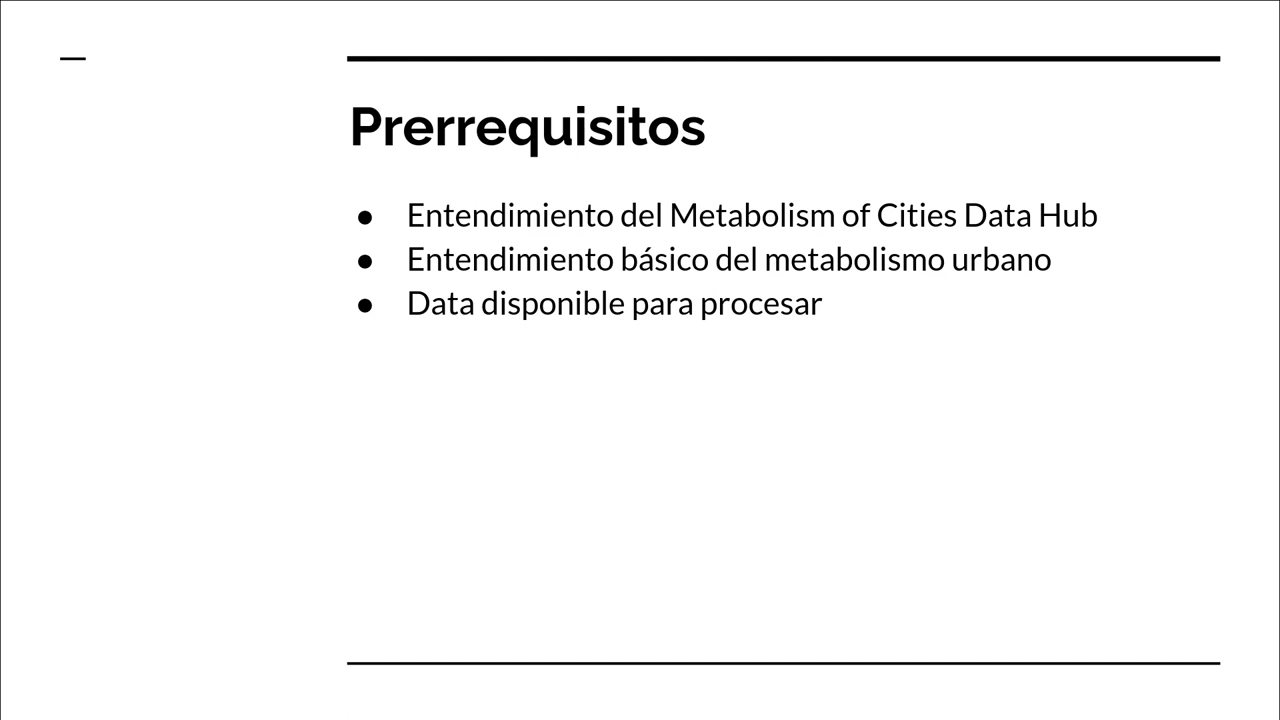 Prerrequisitos
● Entendimiento del Metabolism of Cities Data Hub
● Entendimiento básico del metabolismo urbano
● Data disponible para procesar